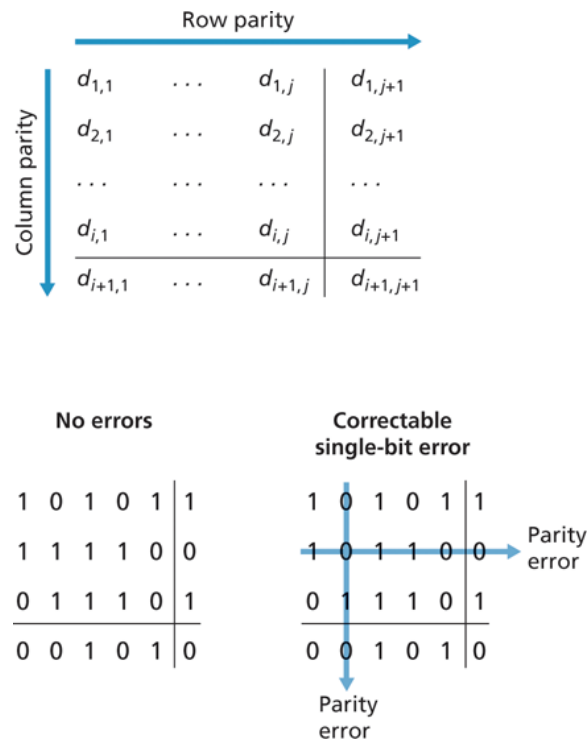 Row parity
Column parity
d1,1 . . . d1,j d1,j+1
d2,1 . . . d2,j d2,j+1
. . . . . . . . . . . .
di,1 . . . di,j di,j+1
di+1,1 . . . di+1,j di+1,j+1
No errors
1 0 1 0 1 1
1 1 1 1 0 0
0 1 1 1 0 1
0 0 1 0 1 0
Correctable
single-bit error
1 0 1 0 1 1
1 0 1 1 0 0
0 1 1 1 0 1
0 0 1 0 1 0
Parity
error
Parity
error